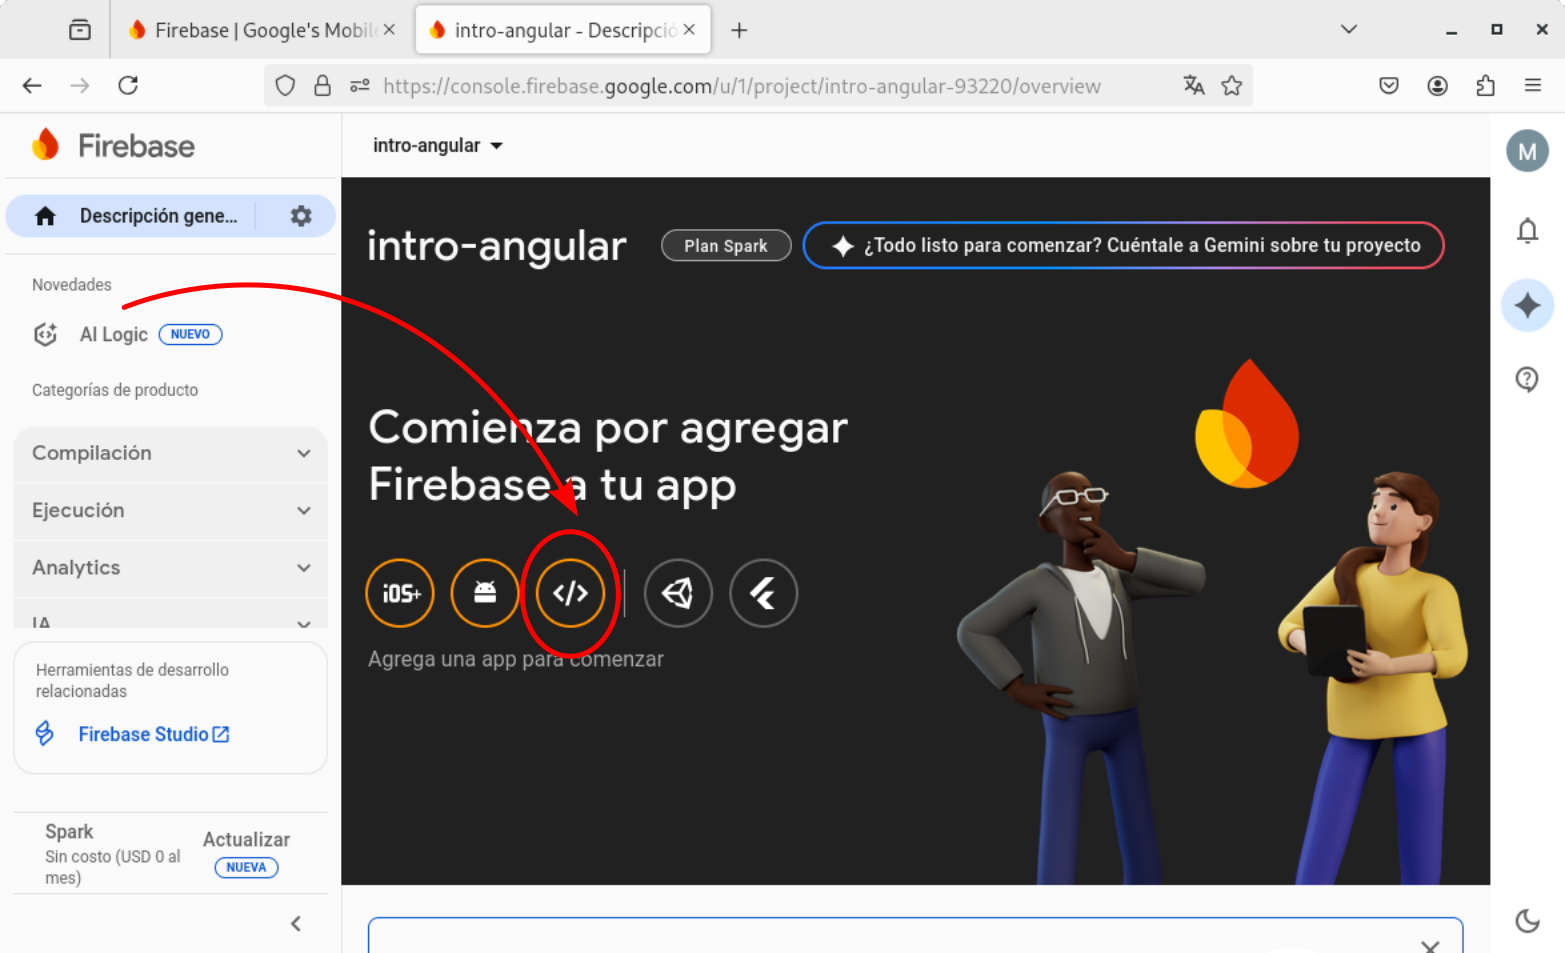 Firebase | Google's Mobile
intro-angular - Descripció
https://console.firebase.google.com/u/1/project/intro-angular-93220/overview
Firebase
intro-angular
M
Descripción gene...
intro-angular
Plan Spark
¿Todo listo para comenzar? Cuéntale a Gemini sobre tu proyecto
Novedades
AI Logic NUEVO
Categorías de producto
Compilación
Ejecución
Analytics
IA
Comienza por agregar
Firebase a tu app
iOS+
</>
Agrega una app para comenzar
Herramientas de desarrollo
relacionadas
Firebase Studio
Spark
Sin costo (USD 0 al
mes)
Actualizar
NUEVA